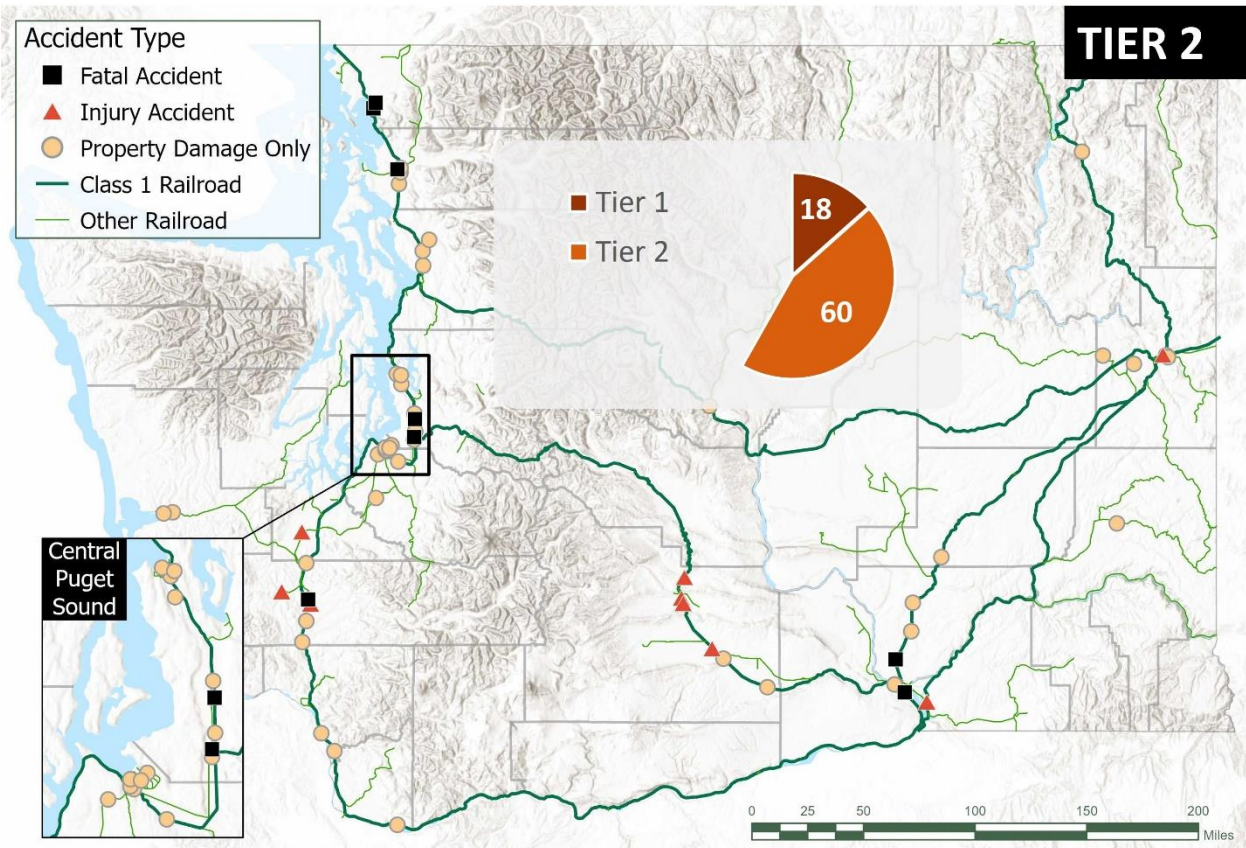 TIER 2
Accident Type
Fatal Accident
Injury Accident
Property Damage Only
Class 1 Railroad
Other Railroad
Tier 1
Tier 2
18
60
Central
Puget
Sound
0 25 50 100 150 200
Miles